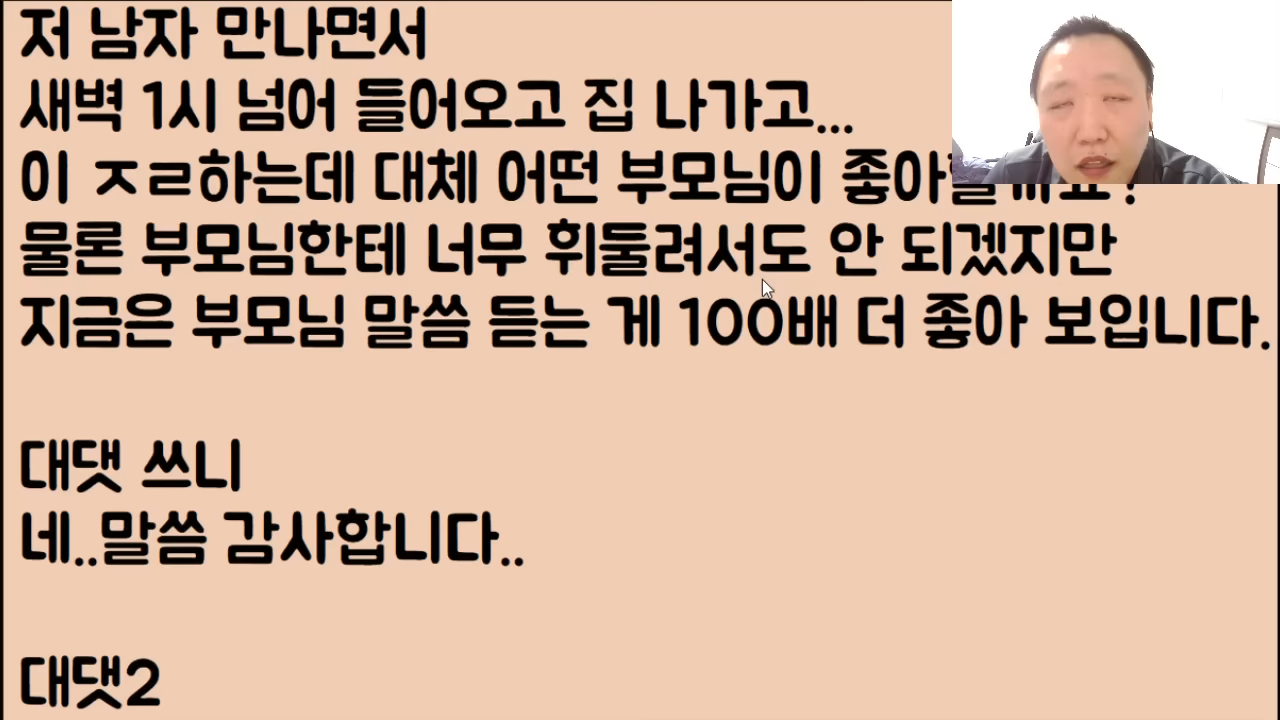 저 남자 만나면서
새벽 1시 넘어 들어오고 집 나가고...
이 ㅈㄹ하는데 대체 어떤 부모님이
물론 부모님한테 너무 휘둘려서도 안 되겠지만
지금은 부모님 말씀 듣는 게 100배 더 좋아 보입니다.
대댓 쓰니
네..말씀 감사합니다..
대댓2